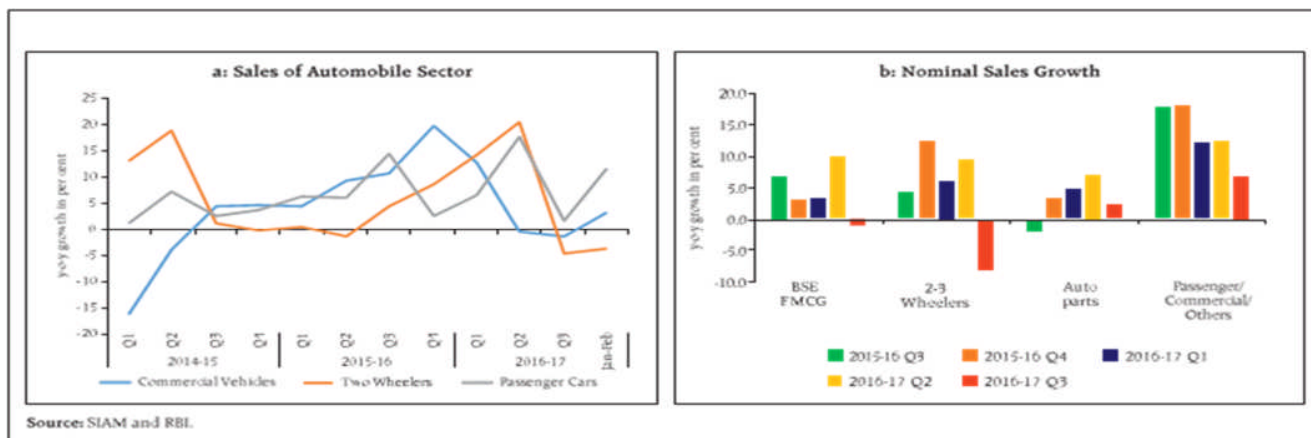 a: Sales of Automobile Sector
y-o-y growth in per cent
25
20
15
10
5
0
-5
-10
-15
-20
Q1 Q2 Q3 Q4 Q1 Q2 Q3 Q4 Q1 Q2 Q3 Jan-Feb
2014-15 2015-16 2016-17
Commercial Vehicles Two Wheelers Passenger Cars
b: Nominal Sales Growth
y-o-y growth in per cent
20.0
15.0
10.0
5.0
0.0
-5.0
-10.0
BSE FMCG
2-3 Wheelers
Auto parts
Passenger/
Commercial/
Others
2015-16 Q3 2015-16 Q4 2016-17 Q1
2016-17 Q2 2016-17 Q3
Source: SIAM and RBI.